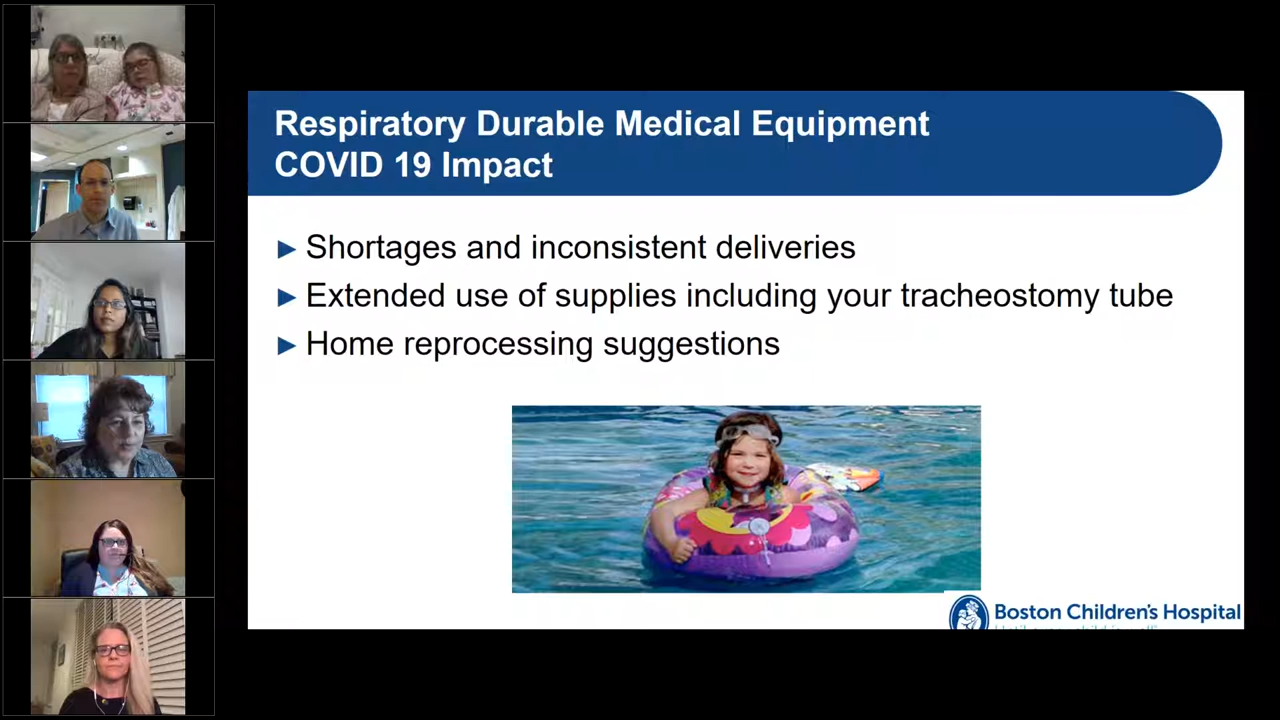 Respiratory Durable Medical Equipment
COVID 19 Impact
► Shortages and inconsistent deliveries
► Extended use of supplies including your tracheostomy tube
► Home reprocessing suggestions
Boston Children's Hospital